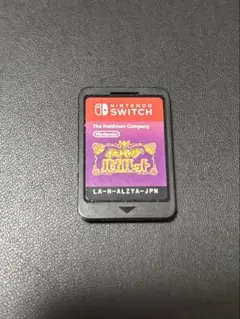 NINTENDO
SWITCH
The Pokémon Company
Nintendo
ポケットモンスター
バイオレット
LA-H-ALZYA-JPN